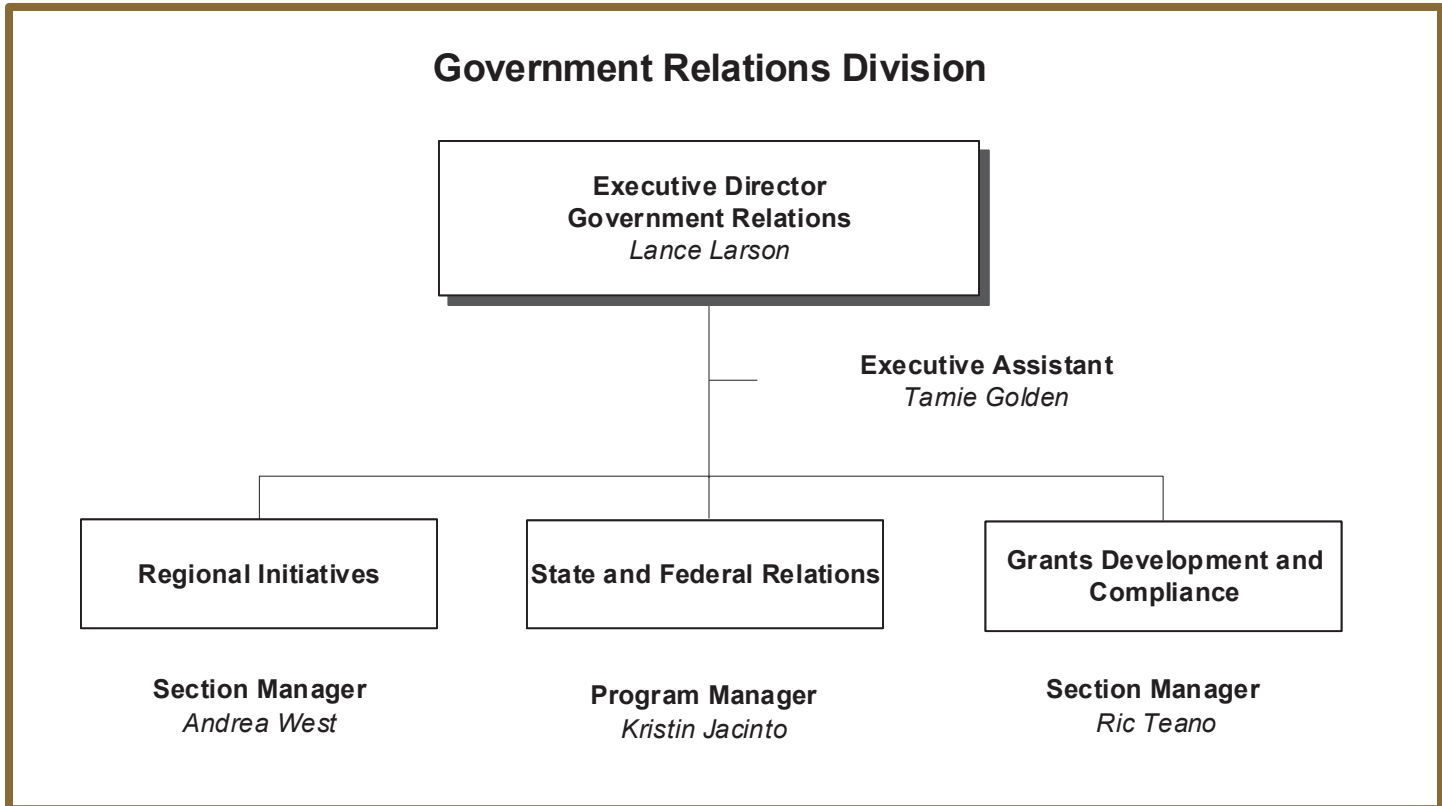 Government Relations Division
Executive Director
Government Relations
Lance Larson
Executive Assistant
Tamie Golden
Regional Initiatives
State and Federal Relations
Grants Development and
Compliance
Section Manager
Andrea West
Program Manager
Kristin Jacinto
Section Manager
Ric Teano